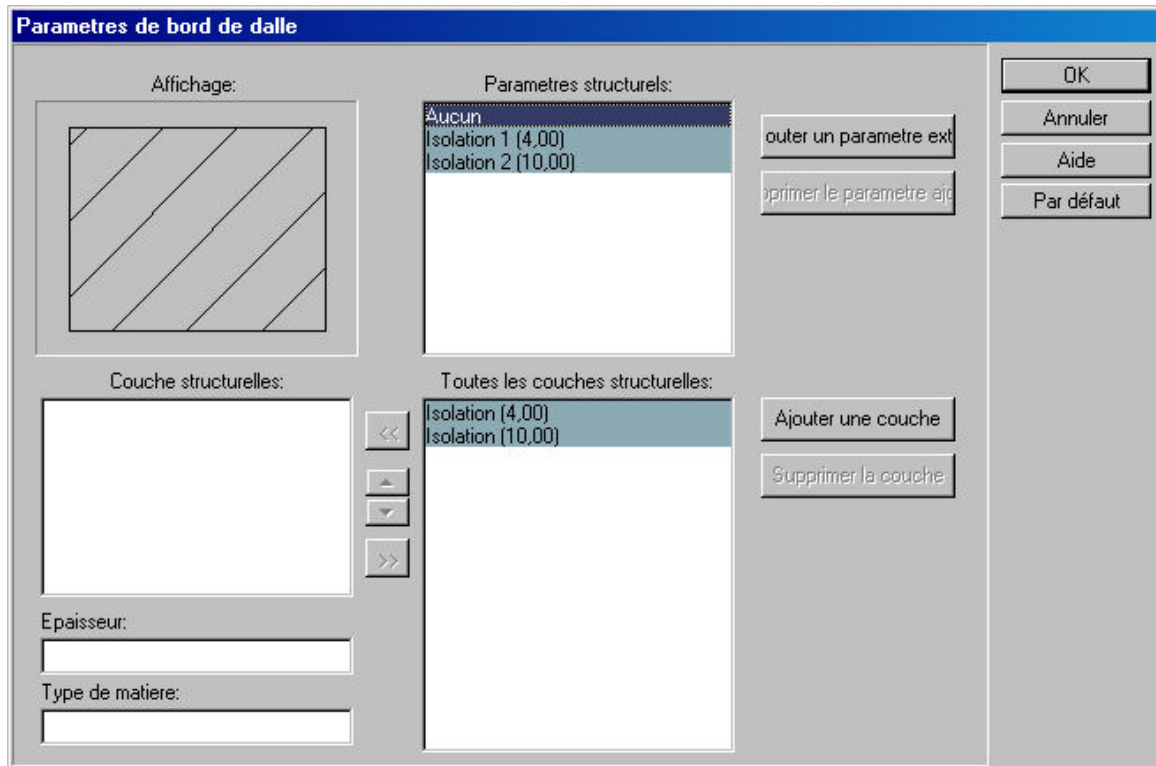 Parametres de bord de dalle
Affichage:
Parametres structurels:
Aucun
Isolation 1 (4,00)
Isolation 2 (10,00)
outer un parametre ext
pprimer le parametre ajo
OK
Annuler
Aide
Par défaut
Couche structurelles:
<<
>>
Toutes les couches structurelles:
Isolation (4,00)
Isolation (10,00)
Ajouter une couche
Supprimer la couche
Epaisseur:
Type de matiere: